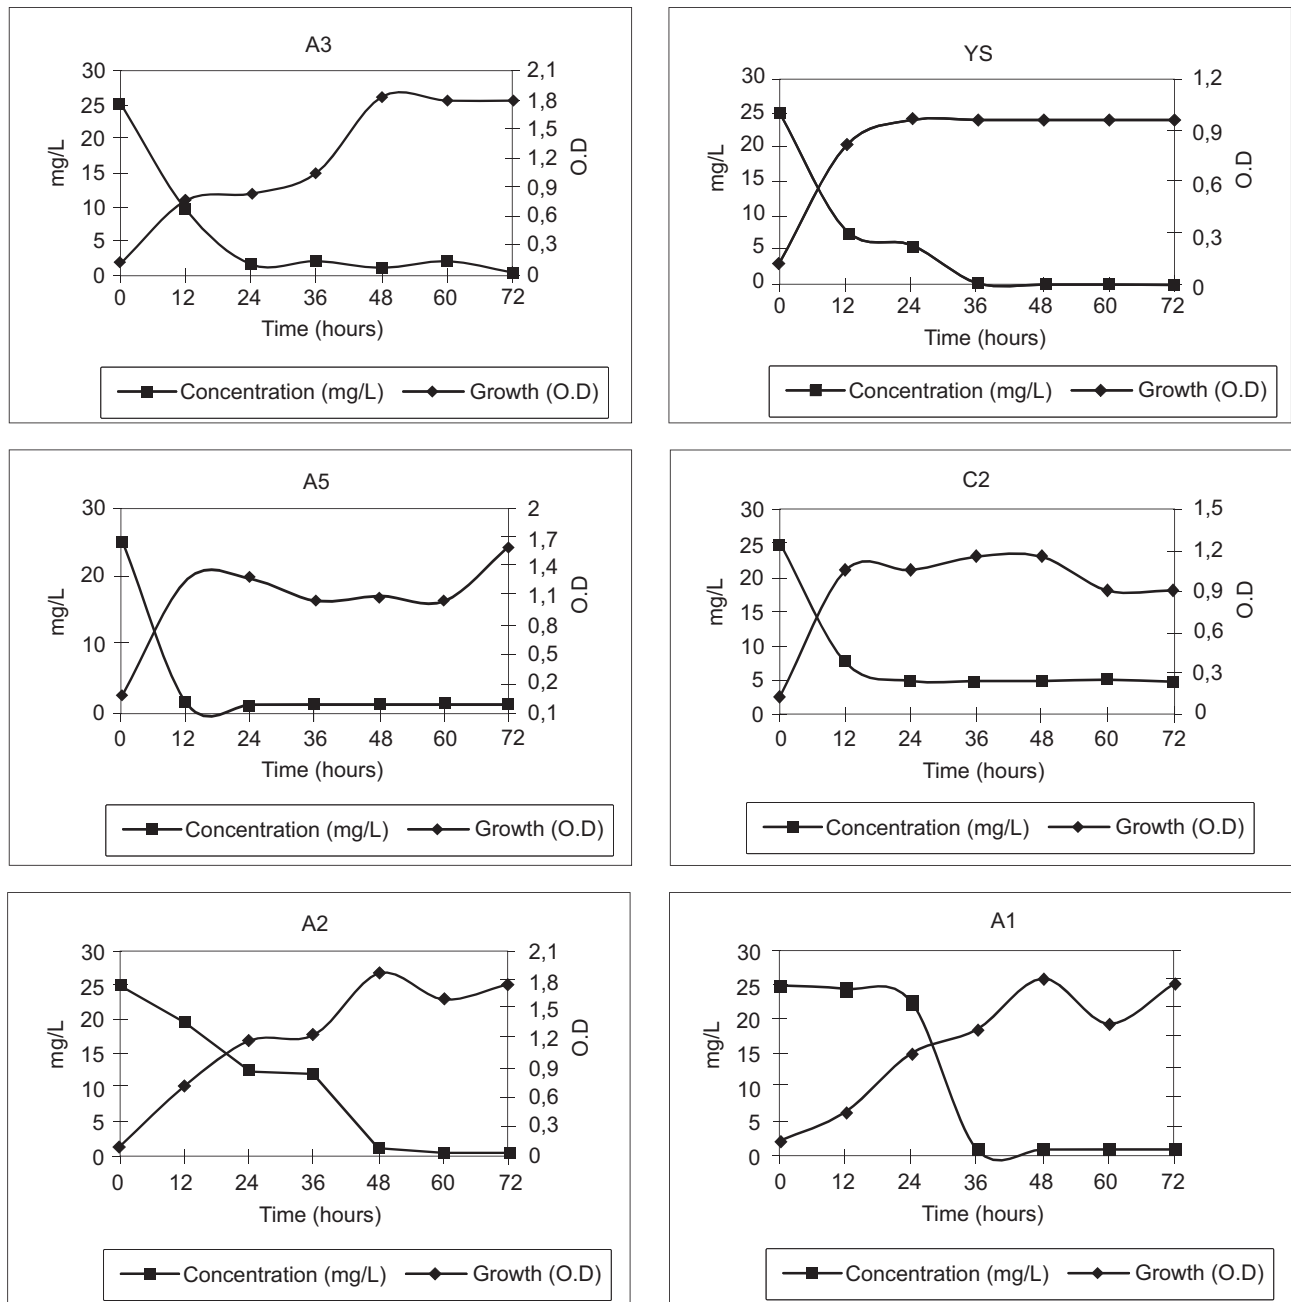 A3
30
25
20
15
10
5
0
mg/L
2,1
1,8
1,5
1,2
0,9
0,6
0,3
0
O.D
0 12 24 36 48 60 72
Time (hours)
Concentration (mg/L) Growth (O.D)
YS
30
25
20
15
10
5
0
mg/L
1,2
0,9
0,6
0,3
0
O.D
0 12 24 36 48 60 72
Time (hours)
Concentration (mg/L) Growth (O.D)
A5
30
20
10
0
mg/L
2
1,7
1,4
1,1
0,8
0,5
0,2
0,1
O.D
0 12 24 36 48 60 72
Time (hours)
Concentration (mg/L) Growth (O.D)
C2
30
25
20
15
10
5
0
mg/L
1,5
1,2
0,9
0,6
0,3
0
O.D
0 12 24 36 48 60 72
Time (hours)
Concentration (mg/L) Growth (O.D)
A2
30
25
20
15
10
5
0
mg/L
2,1
1,8
1,5
1,2
0,9
0,6
0,3
0
O.D
0 12 24 36 48 60 72
Time (hours)
Concentration (mg/L) Growth (O.D)
A1
30
25
20
15
10
5
0
mg/L
0 12 24 36 48 60 72
Time (hours)
Concentration (mg/L) Growth (O.D)